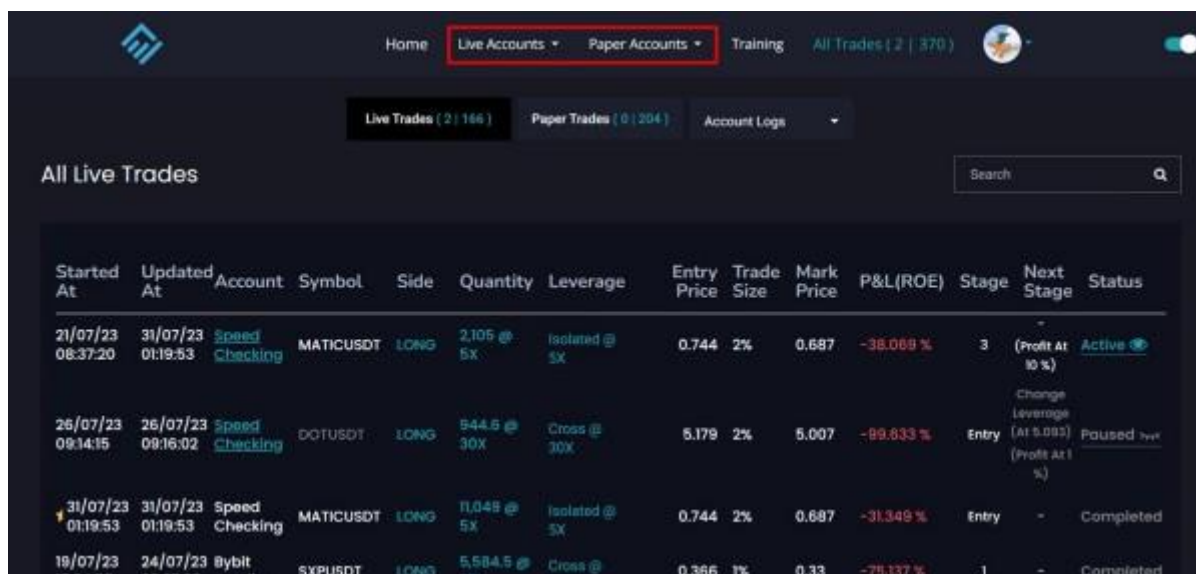 Home Live Accounts Paper Accounts Training All Trades ( 2 | 370 )
Live Trades ( 2 | 166 ) Paper Trades ( 0 | 204 ) Account Logs
All Live Trades Search
Started At Updated At Account Symbol Side Quantity Leverage Entry Price Trade Size Mark Price P&L(ROE) Stage Next Stage Status
21/07/23 08:37:20 31/07/23 01:19:53 Speed Checking MATICUSDT LONG 2,105 @ 5X Isolated @ 5X 0.744 2% 0.687 -38.069 % 3 - (Profit At 10 %) Active
26/07/23 09:14:15 26/07/23 09:16:02 Speed Checking DOTUSDT LONG 944.6 @ 30X Cross @ 30X 5.179 2% 5.007 -99.633 % Entry Change Leverage (At 5.083) (Profit At 1 %) Paused
31/07/23 01:19:53 31/07/23 01:19:53 Speed Checking MATICUSDT LONG 11,049 @ 5X Isolated @ 5X 0.744 2% 0.687 -31.349 % Entry - Completed
19/07/23 24/07/23 Bybit SXPUSDT LONG 5,584.5 @ Cross @ 0.366 1% 0.33 -75.137 % 1 - Completed